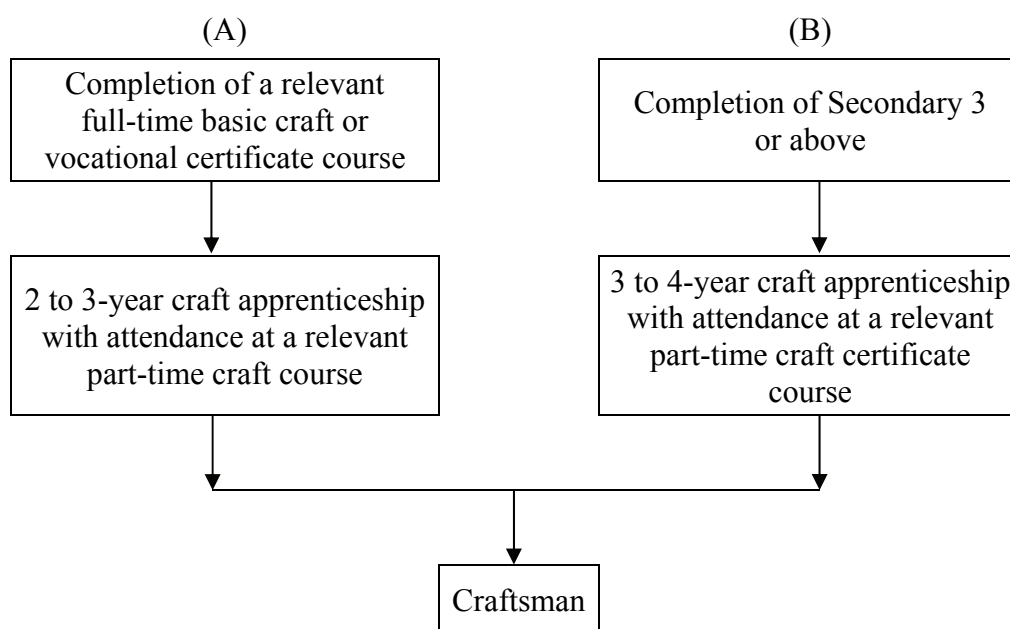 (A)
Completion of a relevant
full-time basic craft or
vocational certificate course
2 to 3-year craft apprenticeship
with attendance at a relevant
part-time craft course
(B)
Completion of Secondary 3
or above
3 to 4-year craft apprenticeship
with attendance at a relevant
part-time craft certificate
course
Craftsman